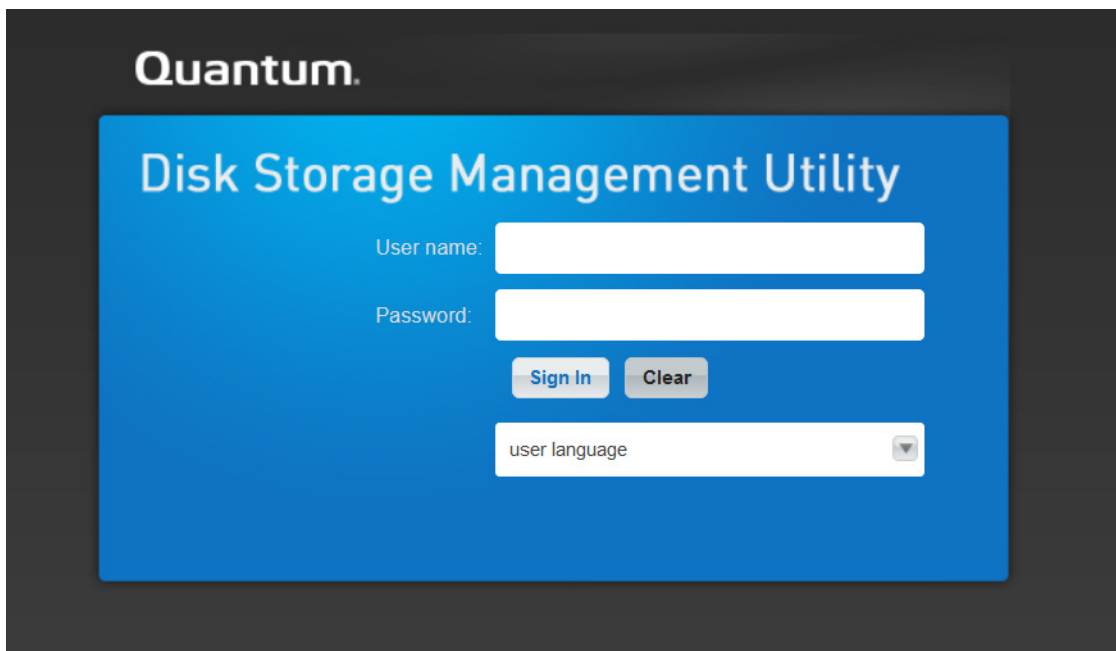 Quantum.
Disk Storage Management Utility
User name:
Password:
Sign In Clear
user language